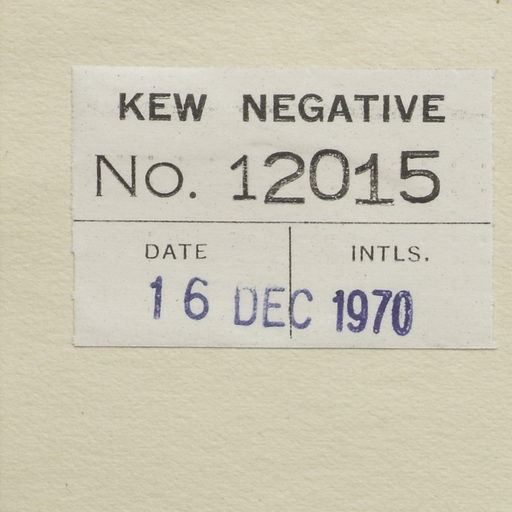 KEW NEGATIVE
No. 12015
DATE INTLS.
16 DEC 1970